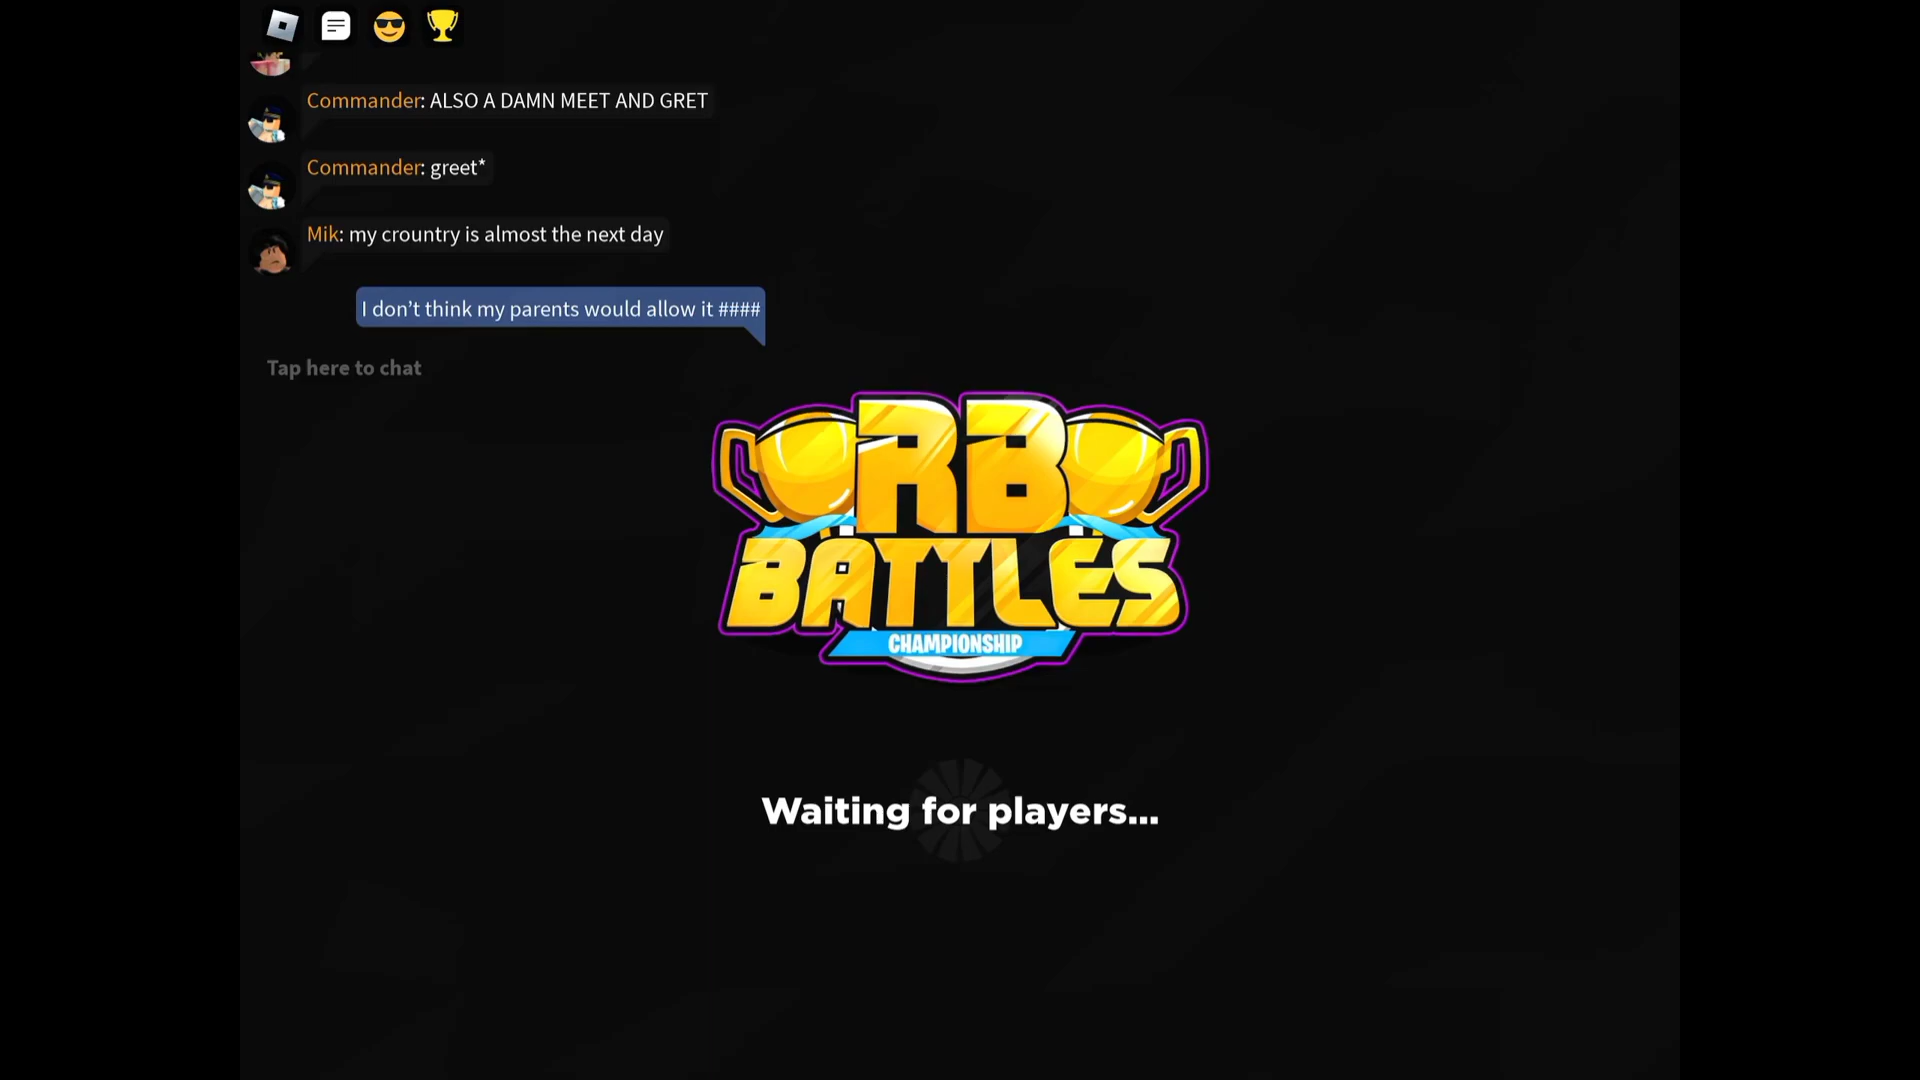 Commander: ALSO A DAMN MEET AND GRET
Commander: greet*
Mik: my crountry is almost the next day
I don’t think my parents would allow it ####
Tap here to chat
RB
BATTLES
CHAMPIONSHIP
Waiting for players...